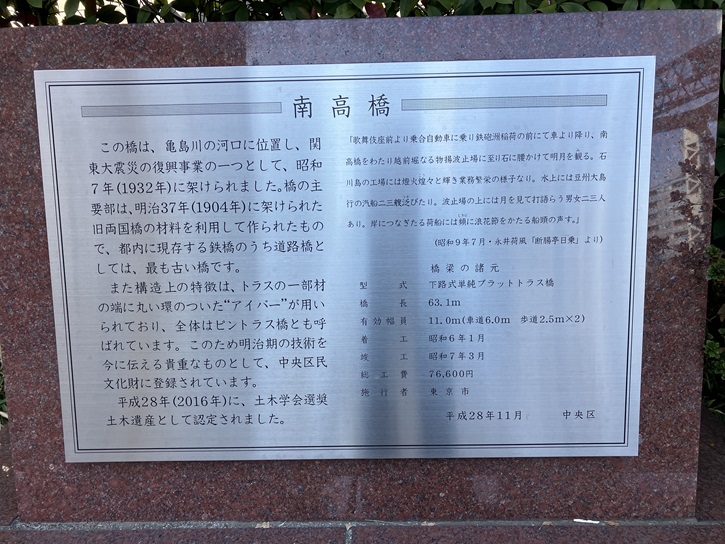 南高橋
この橋は、亀島川の河口に位置し、関
東大震災の復興事業の一つとして、昭和
7年(1932年)に架けられました。橋の主
要部は、明治37年(1904年)に架けられた
旧両国橋の材料を利用して作られたもの
で、都内に現存する鉄橋のうち道路橋と
しては、最も古い橋です。
また構造上の特徴は、トラスの一部材
の端に丸い環のついた“アイバー”が用い
られており、全体はピントラス橋とも呼
ばれています。このため明治期の技術を
今に伝える貴重なものとして、中央区民
文化財に登録されています。
平成28年(2016年)に、土木学会選奨
土木遺産として認定されました。
「歌舞伎座前より乗合自動車に乗り鉄砲洲稲荷の前にて車より降り、南
高橋をわたり越前堀なる物揚波止場に至り石に腰かけて明月を観る。石
川島の工場には燈火煌々と輝き業務繁栄の様子なり。水上には豆州大島
行の汽船二三艘泛びたり。波止場の上には月を見て打語らう男女二三人
あり。岸につなぎたる荷船には頻に浪花節をかたる船頭の声す。」
(昭和9年7月・永井荷風「断腸亭日乗」より)
橋梁の諸元
型式 下路式単純プラットトラス橋
橋長 63.1m
有効幅員 11.0m(車道6.0m 歩道2.5m×2)
着工 昭和6年1月
竣工 昭和7年3月
総工費 76,600円
施行者 東京市
平成28年11月 中央区